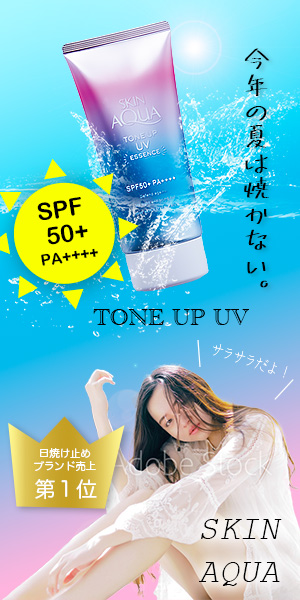 今年の夏は焼かない。
SKIN
AQUA
TONE UP
UV
ESSENCE
SPF50+ PA++++
SPF
50+
PA++++
TONE UP UV
サラサラだよ！
日焼け止め
ブランド売上
第1位
Adobe Stock
SKIN
AQUA